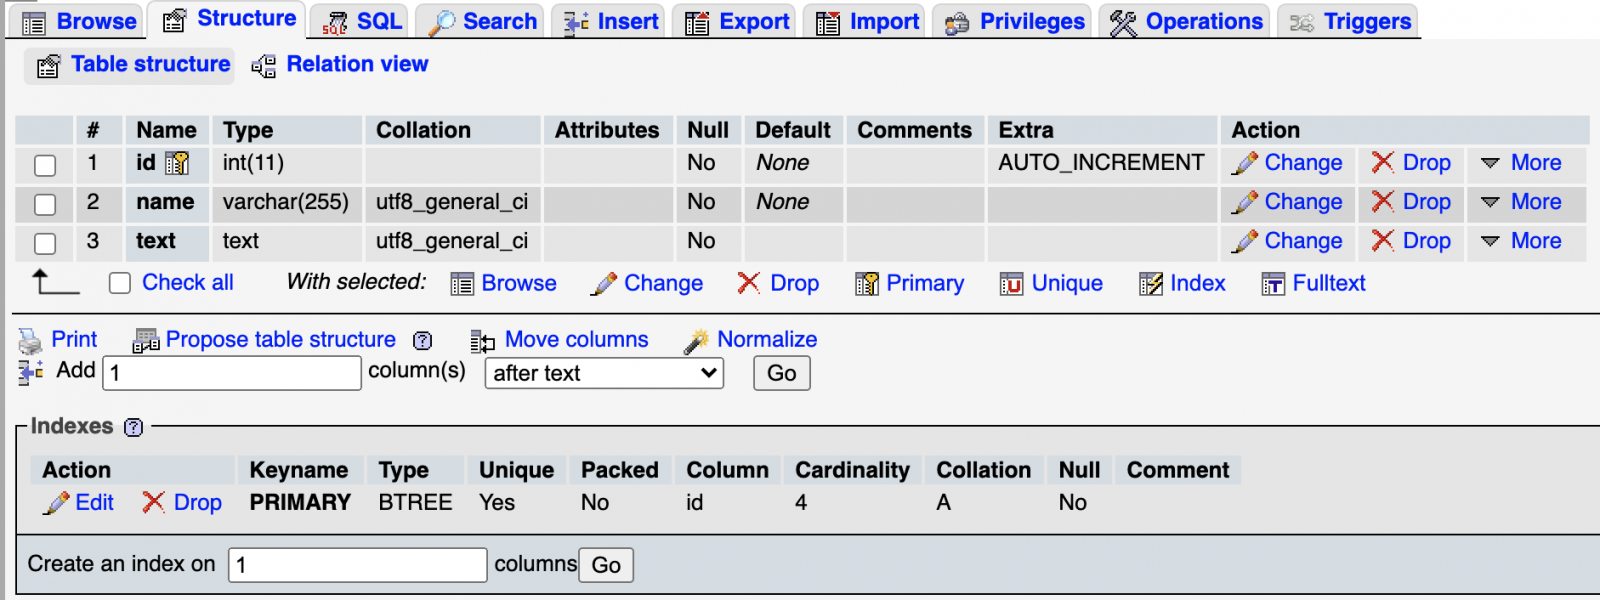 Browse Structure SQL Search Insert Export Import Privileges Operations Triggers
Table structure Relation view
# Name Type Collation Attributes Null Default Comments Extra Action
1 id int(11) No None AUTO_INCREMENT Change Drop More
2 name varchar(255) utf8_general_ci No None Change Drop More
3 text text utf8_general_ci No Change Drop More
Check all With selected: Browse Change Drop Primary Unique Index Fulltext
Print Propose table structure Move columns Normalize
Add 1 column(s) after text Go
Indexes
Action Keyname Type Unique Packed Column Cardinality Collation Null Comment
Edit Drop PRIMARY BTREE Yes No id 4 A No
Create an index on 1 columns Go